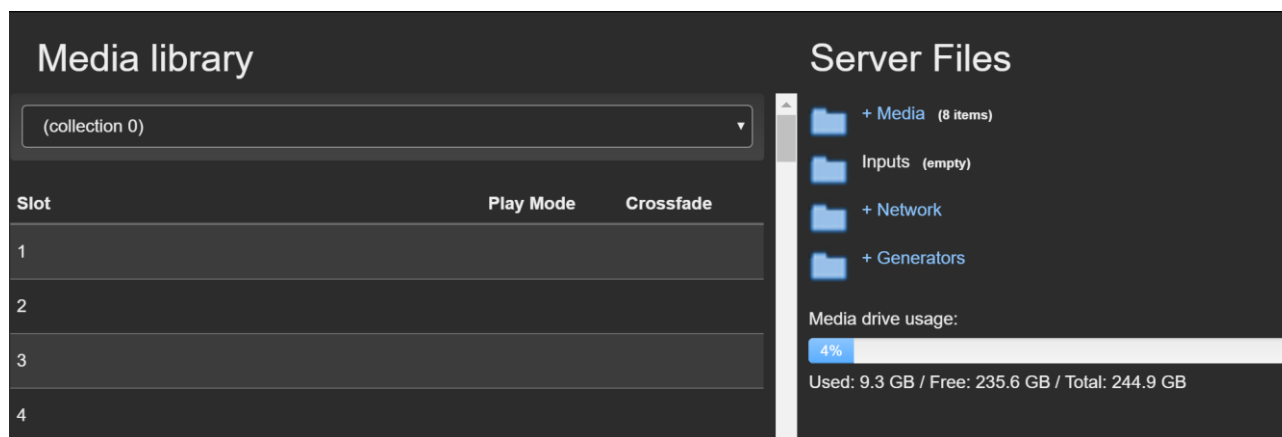 Media library
(collection 0)
Slot Play Mode Crossfade
1
2
3
4
Server Files
+ Media (8 items)
Inputs (empty)
+ Network
+ Generators
Media drive usage:
4%
Used: 9.3 GB / Free: 235.6 GB / Total: 244.9 GB